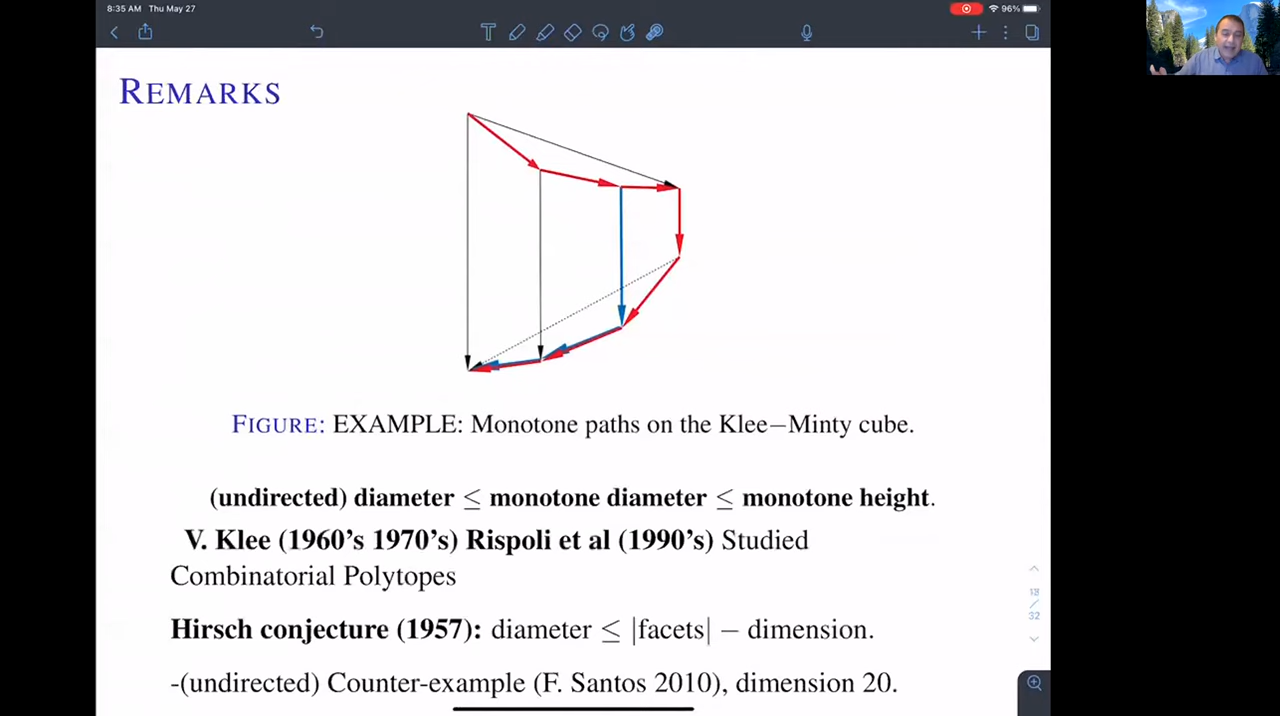 8:35 AM Thu May 27
96%
REMARKS
FIGURE: EXAMPLE: Monotone paths on the Klee−Minty cube.
(undirected) diameter ≤ monotone diameter ≤ monotone height.
V. Klee (1960's 1970's) Rispoli et al (1990's) Studied
Combinatorial Polytopes
13
/
32
Hirsch conjecture (1957): diameter ≤ |facets| − dimension.
-(undirected) Counter-example (F. Santos 2010), dimension 20.